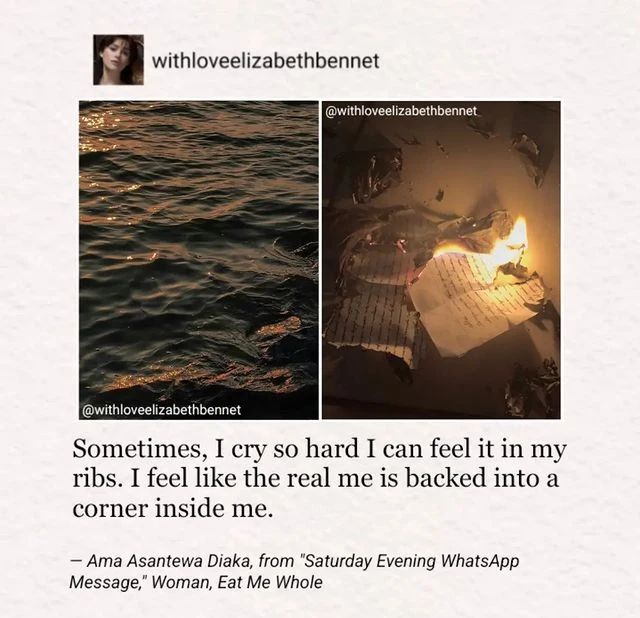 withloveelizabethbennet
@withloveelizabethbennet
@withloveelizabethbennet
Sometimes, I cry so hard I can feel it in my
ribs. I feel like the real me is backed into a
corner inside me.
— Ama Asantewa Diaka, from "Saturday Evening WhatsApp
Message," Woman, Eat Me Whole